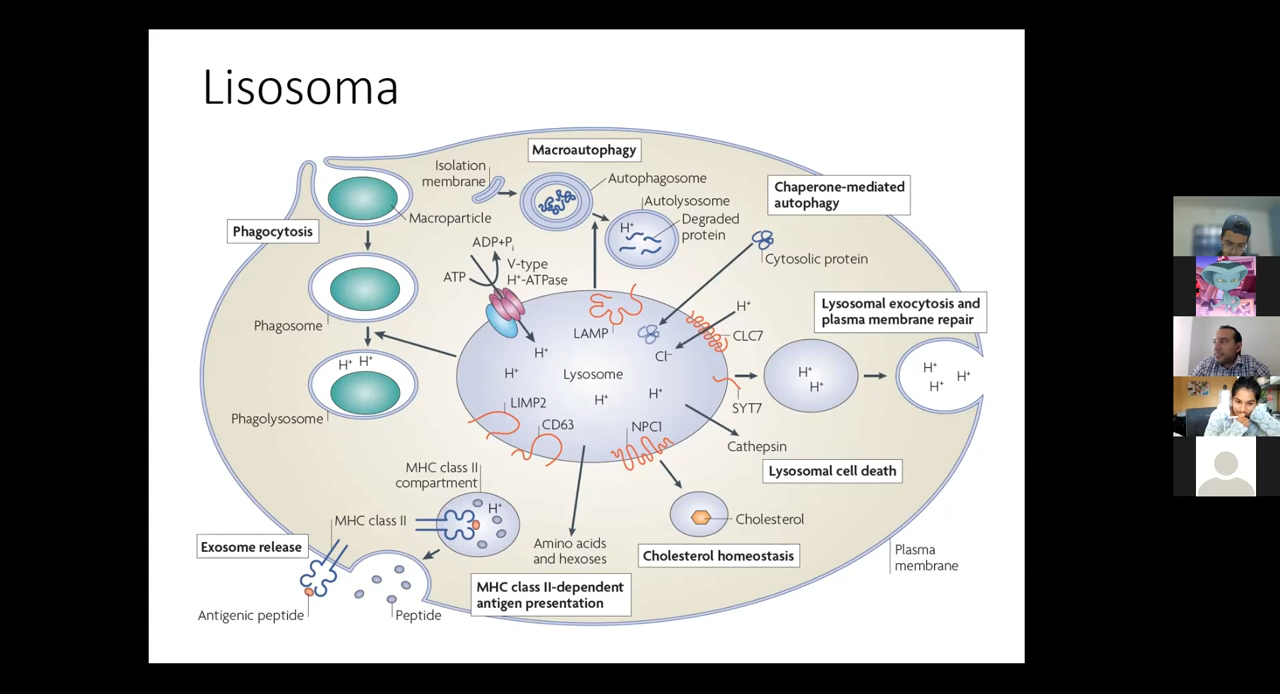 Lisosoma
Macroautophagy
Isolation
membrane
Autophagosome
Autolysosome
Degraded
protein
H⁺
Chaperone-mediated
autophagy
Cytosolic protein
Macroparticle
Phagocytosis
ADP+Pᵢ
ATP
V-type
H⁺-ATPase
Phagosome
H⁺ H⁺
Phagolysosome
LAMP
H⁺
CLC7
Cl⁻
Lysosomal exocytosis and
plasma membrane repair
H⁺
H⁺
Lysosome
H⁺
H⁺
LIMP2
CD63
NPC1
SYT7
H⁺
H⁺
H⁺
H⁺
H⁺
Cathepsin
Lysosomal cell death
MHC class II
compartment
H⁺
MHC class II
Exosome release
Antigenic peptide
Peptide
Amino acids
and hexoses
MHC class II-dependent
antigen presentation
Cholesterol
Cholesterol homeostasis
Plasma
membrane